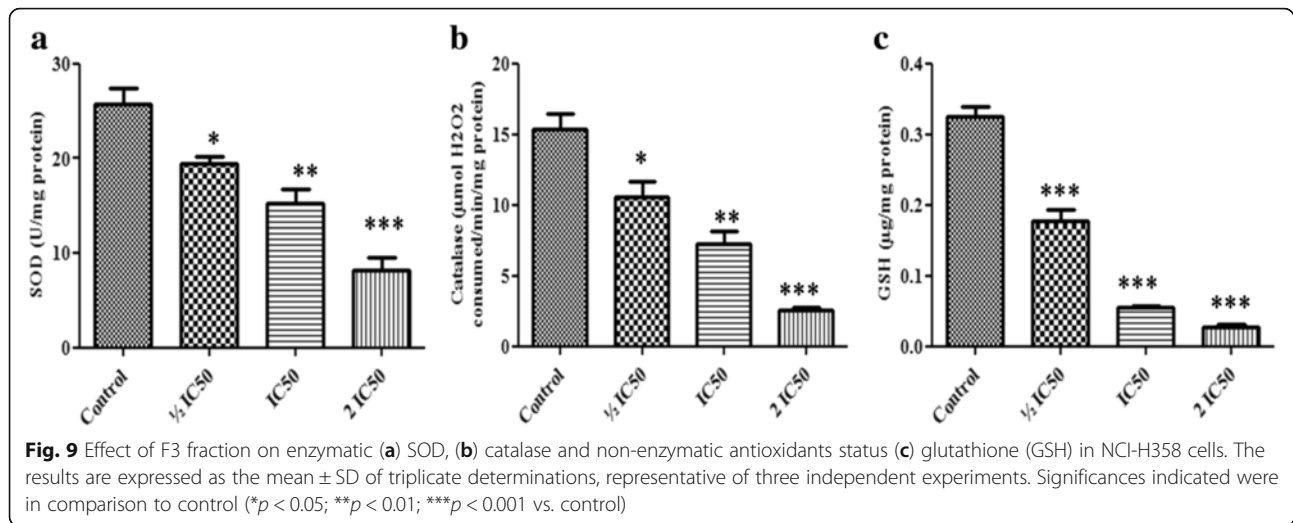 a
b
c
SOD (U/mg protein)
30
20
10
0
*
**
***
Control
½ IC50
IC50
2 IC50
Catalase (µmol H2O2
consumed/min/mg protein)
20
15
10
5
0
*
**
***
Control
½ IC50
IC50
2 IC50
GSH (µg/mg protein)
0.4
0.3
0.2
0.1
0.0
***
***
***
Control
½ IC50
IC50
2 IC50
Fig. 9 Effect of F3 fraction on enzymatic (a) SOD, (b) catalase and non-enzymatic antioxidants status (c) glutathione (GSH) in NCI-H358 cells. The
results are expressed as the mean ± SD of triplicate determinations, representative of three independent experiments. Significances indicated were
in comparison to control (*p < 0.05; **p < 0.01; ***p < 0.001 vs. control)